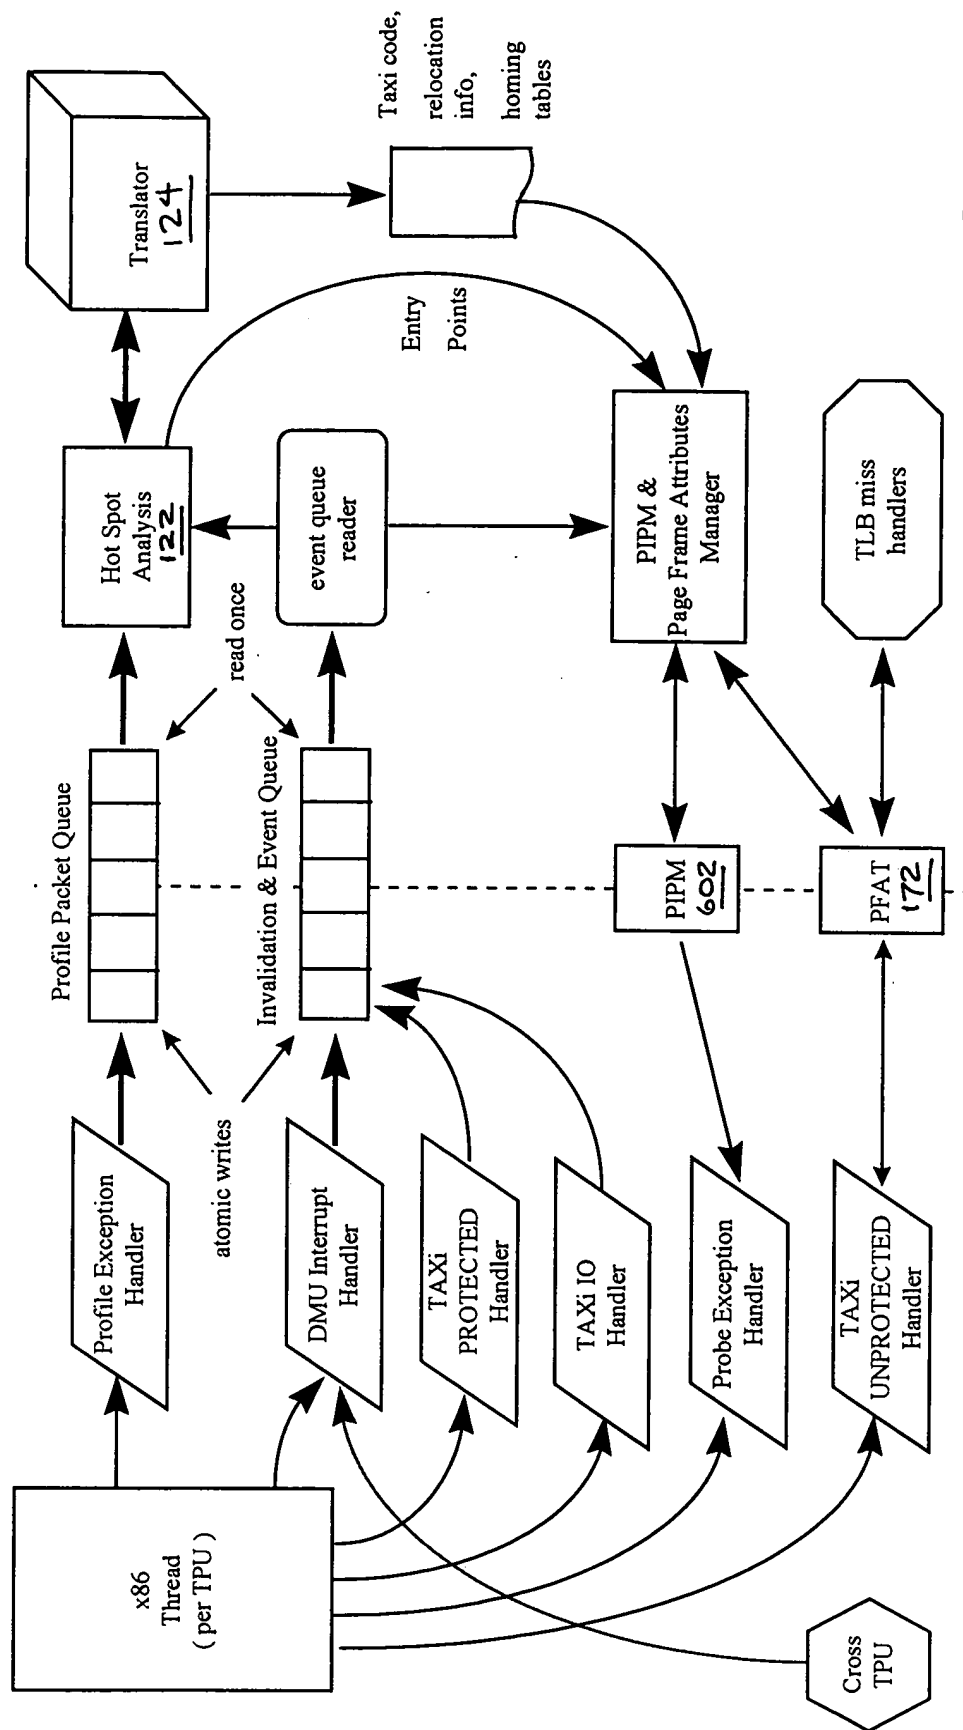 x86
Thread
( per TPU )
Cross
TPU
Profile Exception
Handler
DMU Interrupt
Handler
TAXi
PROTECTED
Handler
TAXi IO
Handler
Probe Exception
Handler
TAXi
UNPROTECTED
Handler
atomic writes
Profile Packet Queue
Invalidation & Event Queue
read once
PIPM
602
PFAT
172
Hot Spot
Analysis
122
event queue
reader
PIPM &
Page Frame Attributes
Manager
TLB miss
handlers
Entry
Points
Translator
124
Taxi code,
relocation
info,
homing
tables